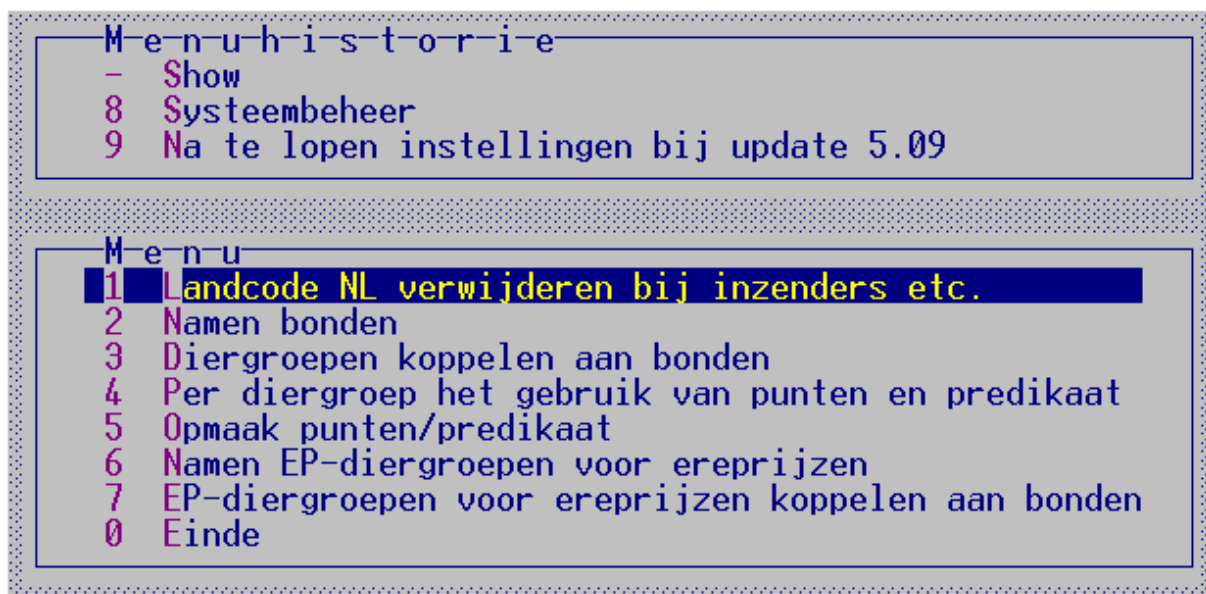 Menuhistorie
- Show
8 Systeembeheer
9 Na te lopen instellingen bij update 5.09
Menu
1 Landcode NL verwijderen bij inzenders etc.
2 Namen bonden
3 Diergroepen koppelen aan bonden
4 Per diergroep het gebruik van punten en predikaat
5 Opmaak punten/predikaat
6 Namen EP-diergroepen voor ereprijzen
7 EP-diergroepen voor ereprijzen koppelen aan bonden
0 Einde